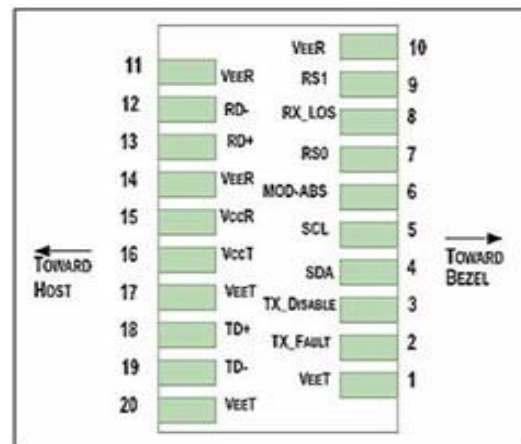 VEER 10
11 VEER
RS1 9
12 RD-
RX_LOS 8
13 RD+
RS0 7
14 VEER
MOD-ABS 6
15 VCCR
SCL 5
16 VCCT
TOWARD HOST
TOWARD BEZEL
SDA 4
17 VEET
TX_DISABLE 3
18 TD+
TX_FAULT 2
19 TD-
VEET 1
20 VEET